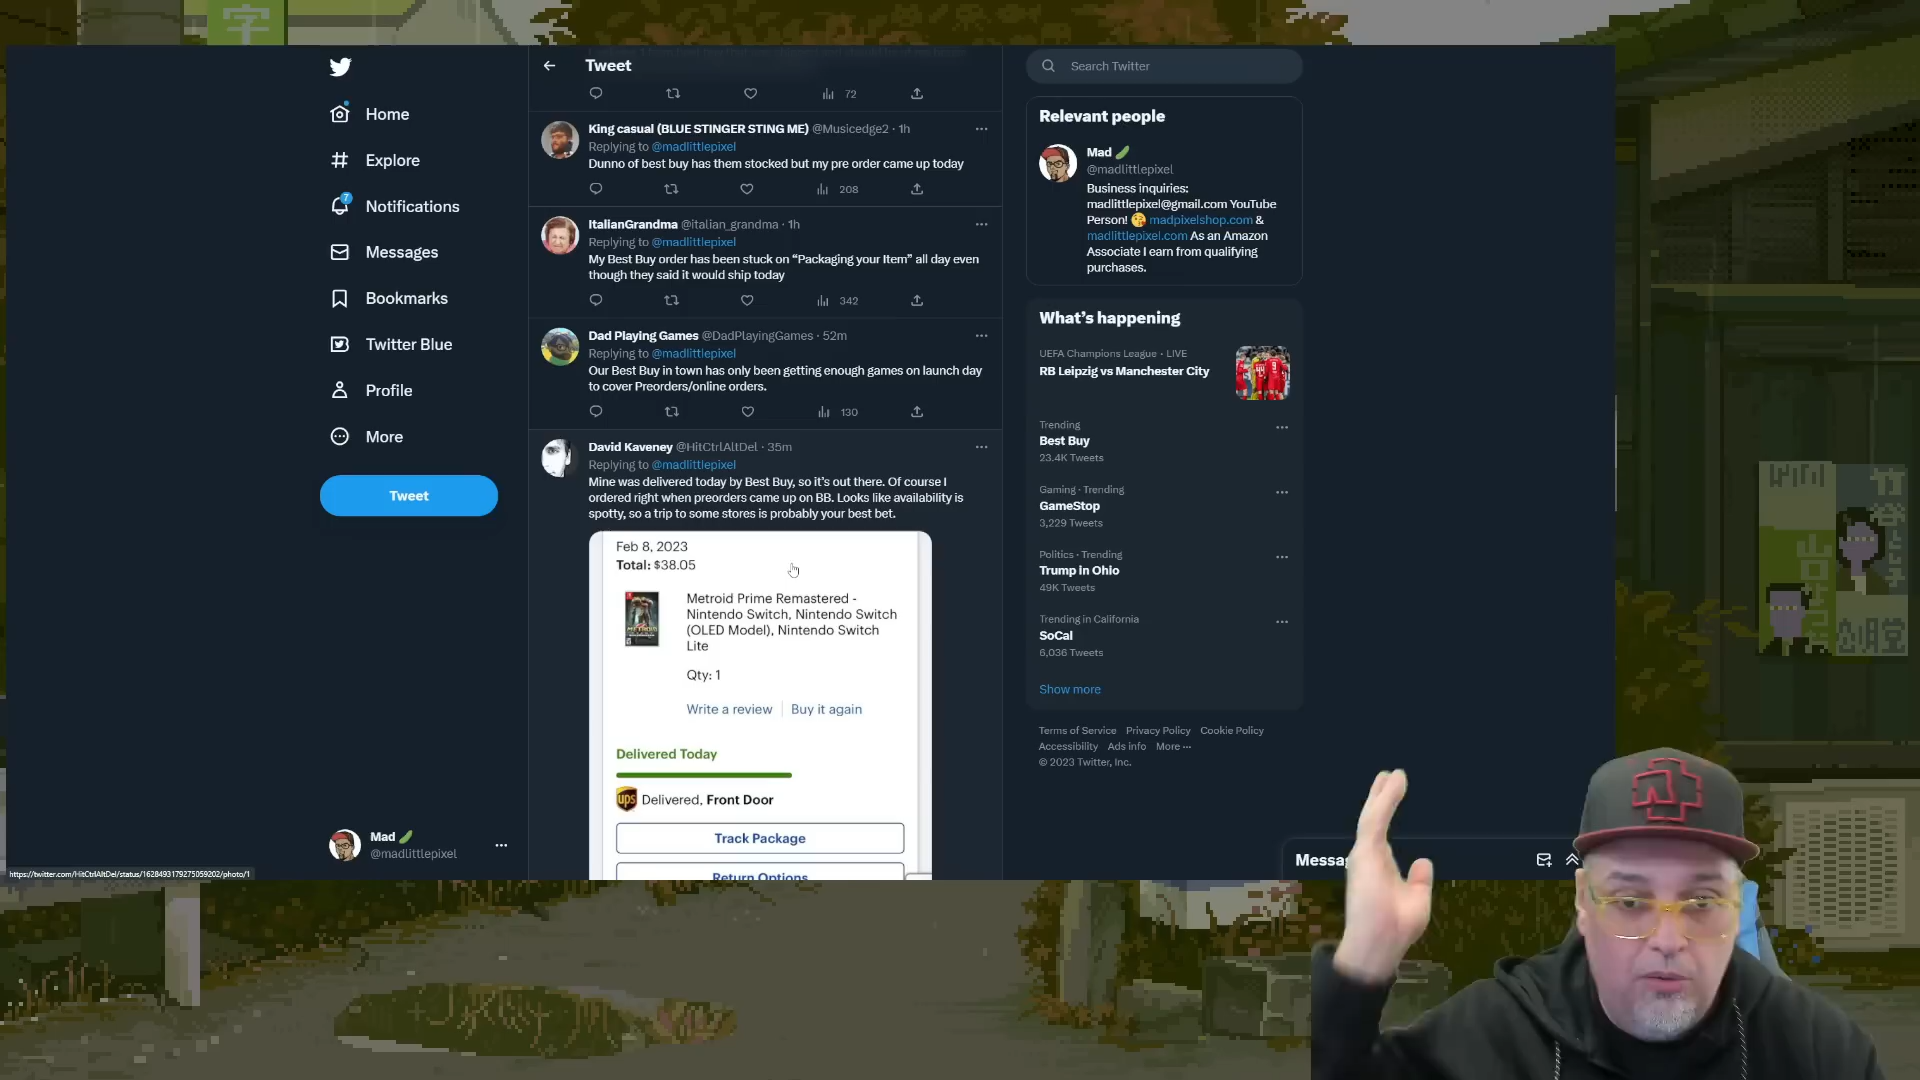 字
Home
Explore
7
Notifications
Messages
Bookmarks
Twitter Blue
Profile
More
Tweet
Mad
@madlittlepixel
https://twitter.com/HitCtrlAltDel/status/1628493179275059202/photo/1
Tweet
72
King casual (BLUE STINGER STING ME) @Musicedge2 · 1h
Replying to @madlittlepixel
Dunno of best buy has them stocked but my pre order came up today
208
ItalianGrandma @italian_grandma · 1h
Replying to @madlittlepixel
My Best Buy order has been stuck on “Packaging your Item” all day even
though they said it would ship today
342
Dad Playing Games @DadPlayingGames · 52m
Replying to @madlittlepixel
Our Best Buy in town has only been getting enough games on launch day
to cover Preorders/online orders.
130
David Kaveney @HitCtrlAltDel · 35m
Replying to @madlittlepixel
Mine was delivered today by Best Buy, so it’s out there. Of course I
ordered right when preorders came up on BB. Looks like availability is
spotty, so a trip to some stores is probably your best bet.
Feb 8, 2023
Total: $38.05
Metroid Prime Remastered -
Nintendo Switch, Nintendo Switch
(OLED Model), Nintendo Switch
Lite
Qty: 1
Write a review
Buy it again
Delivered Today
ups
Delivered, Front Door
Track Package
Return Options
Search Twitter
Relevant people
Mad
@madlittlepixel
Business inquiries:
madlittlepixel@gmail.com YouTube
Person! madpixelshop.com &
madlittlepixel.com As an Amazon
Associate I earn from qualifying
purchases.
What’s happening
UEFA Champions League · LIVE
RB Leipzig vs Manchester City
Trending
Best Buy
23.4K Tweets
Gaming · Trending
GameStop
3,229 Tweets
Politics · Trending
Trump in Ohio
49K Tweets
Trending in California
SoCal
6,036 Tweets
Show more
Terms of Service Privacy Policy Cookie Policy
Accessibility Ads info More ···
© 2023 Twitter, Inc.